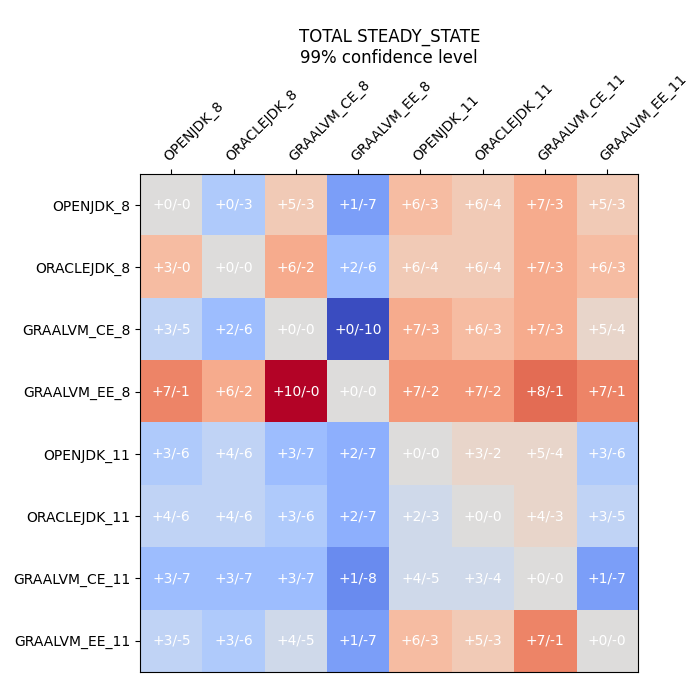 TOTAL STEADY_STATE
99% confidence level
OPENJDK_8 ORACLEJDK_8 GRAALVM_CE_8 GRAALVM_EE_8 OPENJDK_11 ORACLEJDK_11 GRAALVM_CE_11 GRAALVM_EE_11
OPENJDK_8 +0/-0 +0/-3 +5/-3 +1/-7 +6/-3 +6/-4 +7/-3 +5/-3
ORACLEJDK_8 +3/-0 +0/-0 +6/-2 +2/-6 +6/-4 +6/-4 +7/-3 +6/-3
GRAALVM_CE_8 +3/-5 +2/-6 +0/-0 +0/-10 +7/-3 +6/-3 +7/-3 +5/-4
GRAALVM_EE_8 +7/-1 +6/-2 +10/-0 +0/-0 +7/-2 +7/-2 +8/-1 +7/-1
OPENJDK_11 +3/-6 +4/-6 +3/-7 +2/-7 +0/-0 +3/-2 +5/-4 +3/-6
ORACLEJDK_11 +4/-6 +4/-6 +3/-6 +2/-7 +2/-3 +0/-0 +4/-3 +3/-5
GRAALVM_CE_11 +3/-7 +3/-7 +3/-7 +1/-8 +4/-5 +3/-4 +0/-0 +1/-7
GRAALVM_EE_11 +3/-5 +3/-6 +4/-5 +1/-7 +6/-3 +5/-3 +7/-1 +0/-0